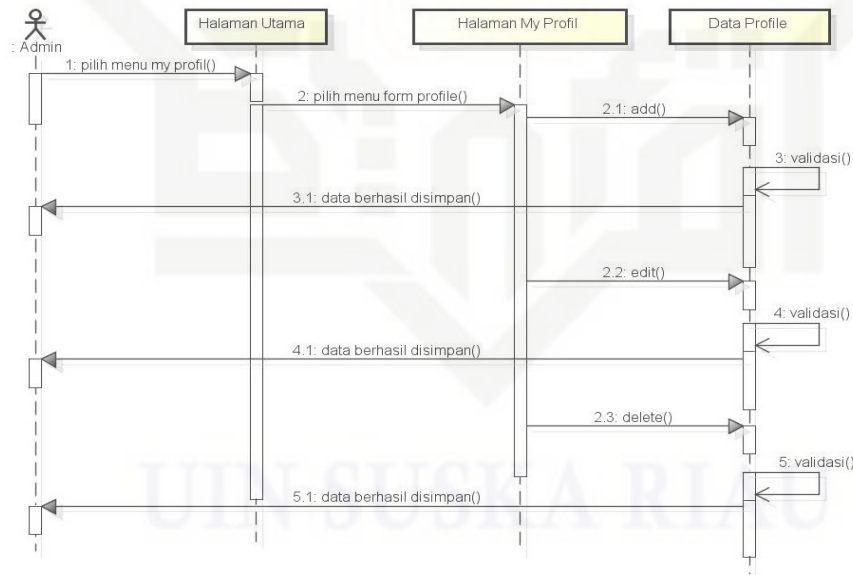 Halaman Utama
Halaman My Profil
Data Profile
: Admin
1: pilih menu my profil()
2: pilih menu form profile()
2.1: add()
3: validasi()
3.1: data berhasil disimpan()
2.2: edit()
4: validasi()
4.1: data berhasil disimpan()
2.3: delete()
5: validasi()
5.1: data berhasil disimpan()
UIN SUSKA RIAU